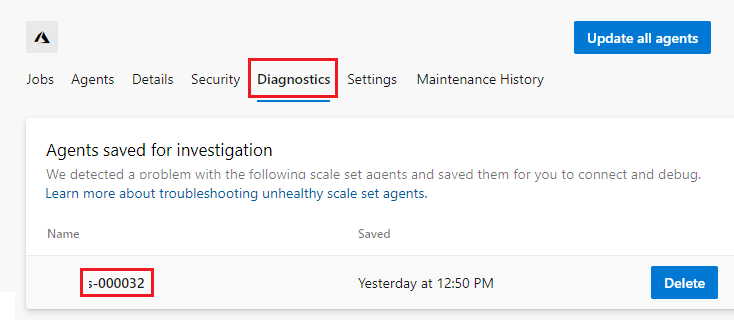 Update all agents
Jobs Agents Details Security Diagnostics Settings Maintenance History
Agents saved for investigation
We detected a problem with the following scale set agents and saved them for you to connect and debug.
Learn more about troubleshooting unhealthy scale set agents.
Name Saved
s-000032 Yesterday at 12:50 PM Delete